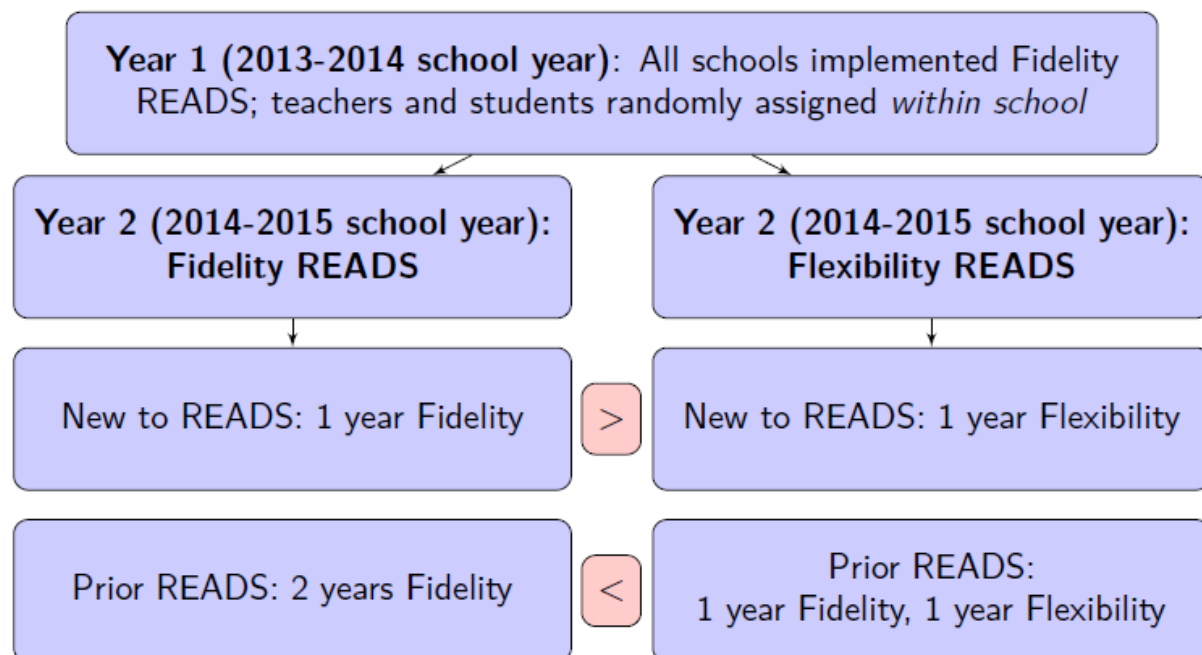 Year 1 (2013-2014 school year): All schools implemented Fidelity
READS; teachers and students randomly assigned within school
Year 2 (2014-2015 school year):
Fidelity READS
Year 2 (2014-2015 school year):
Flexibility READS
New to READS: 1 year Fidelity
>
New to READS: 1 year Flexibility
Prior READS: 2 years Fidelity
<
Prior READS:
1 year Fidelity, 1 year Flexibility